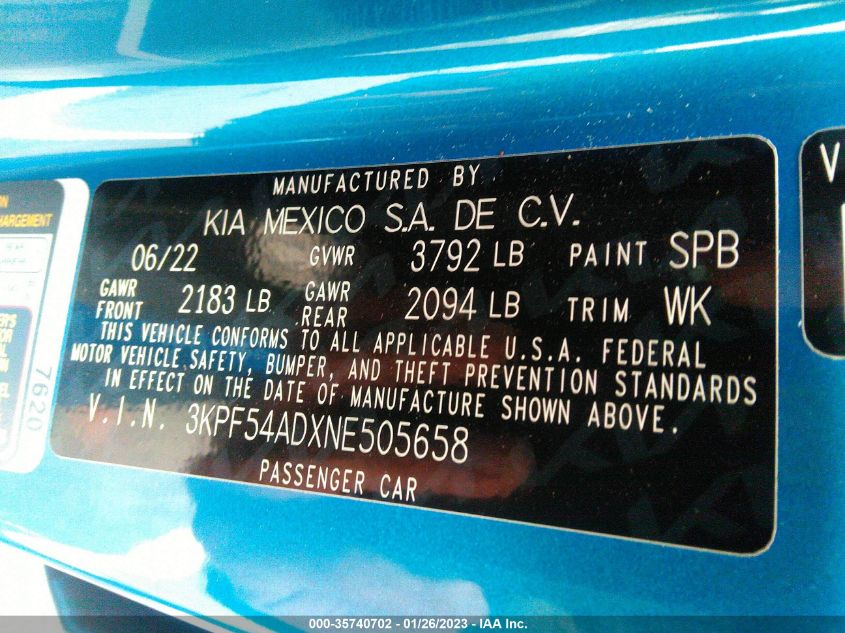 MANUFACTURED BY
KIA MEXICO S.A. DE C.V.
06/22 GVWR 3792 LB PAINT SPB
GAWR FRONT 2183 LB GAWR REAR 2094 LB TRIM WK
THIS VEHICLE CONFORMS TO ALL APPLICABLE U.S.A. FEDERAL
MOTOR VEHICLE SAFETY, BUMPER, AND THEFT PREVENTION STANDARDS
IN EFFECT ON THE DATE OF MANUFACTURE SHOWN ABOVE.
V.I.N. 3KPF54ADXNE505658
PASSENGER CAR
7620
V
000-35740702 - 01/26/2023 - IAA Inc.